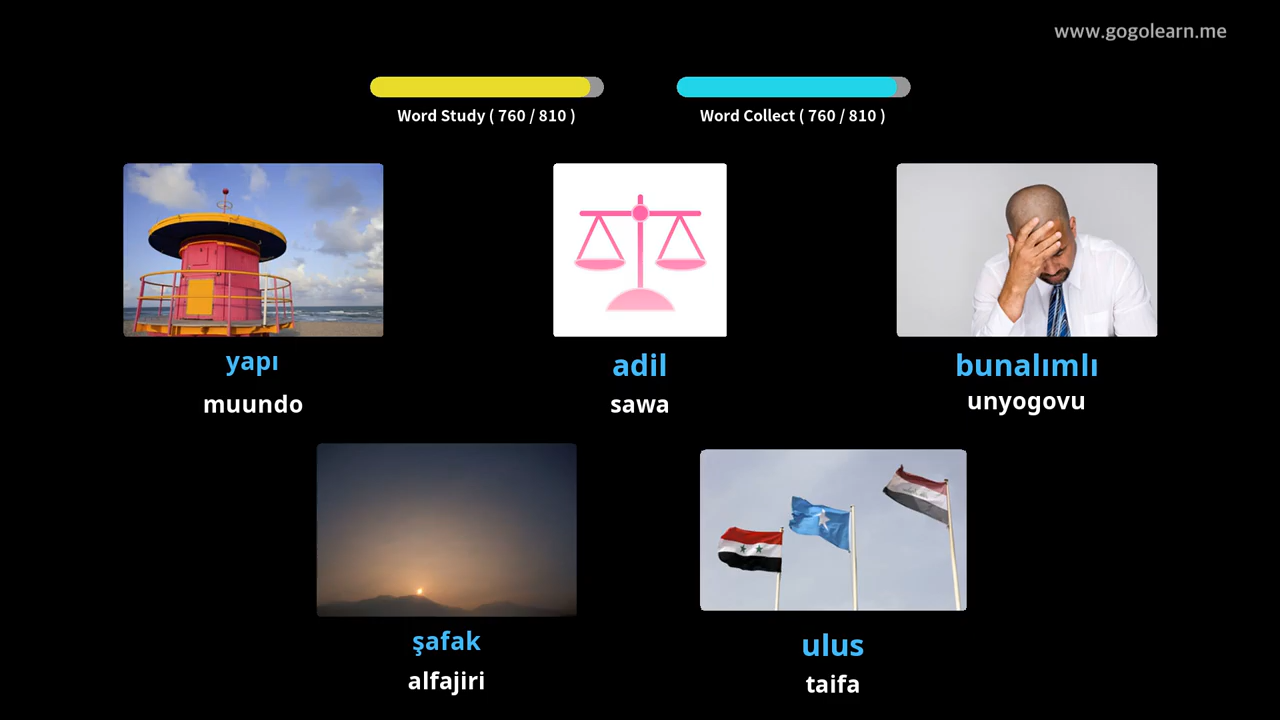 www.gogolearn.me
Word Study ( 760 / 810 )
Word Collect ( 760 / 810 )
yapı
muundo
adil
sawa
bunalımlı
unyogovu
şafak
alfajiri
ulus
taifa